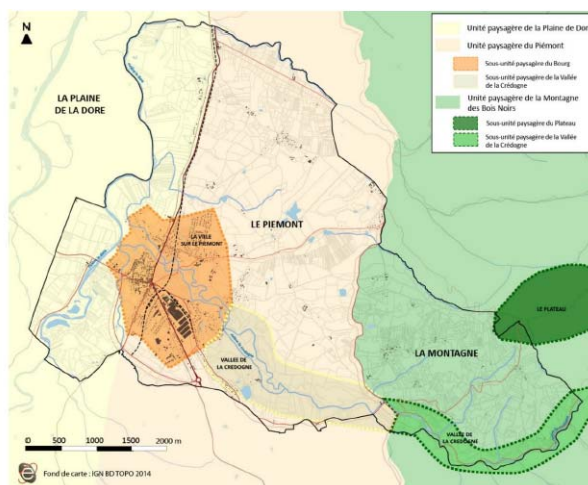 N
LA PLAINE
DE LA DORE
LA VILLE
SUR LE PIEMONT
LE PIEMONT
VALLEE DE
LA CREDOGNE
LA MONTAGNE
LE PLATEAU
VALLEE DE
LA CREDOGNE
Unité paysagère de la Plaine de Dore
Unité paysagère du Piémont
Sous-unité paysagère du Bourg
Sous-unité paysagère de la Vallée
de la Crédogne
Unité paysagère de la Montagne
des Bois Noirs
Sous-unité paysagère du Plateau
Sous-unité paysagère de la Vallée
de la Crédogne
0 500 1000 1500 2000 m
Fond de carte : IGN BD TOPO 2014